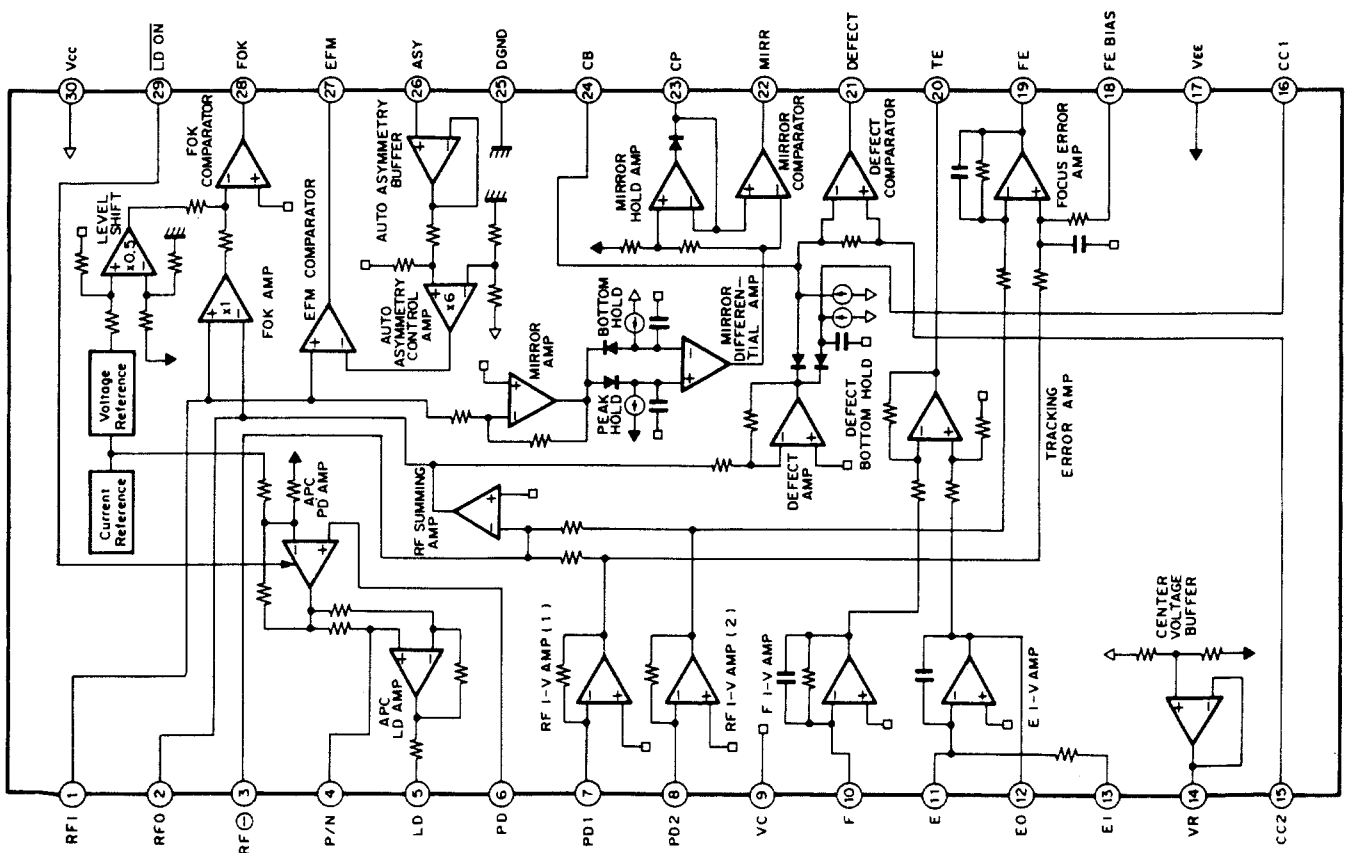 Vcc
LD ON
FOK
EFM
ASY
DGND
CB
CP
MIRR
DEFECT
TE
FE
FE BIAS
VEE
CC1
30
29
28
27
26
25
24
23
22
21
20
19
18
17
16
FOK
COMPARATOR
LEVEL
SHIFT
×0.5
×1
FOK AMP
EFM COMPARATOR
AUTO ASYMMETRY
BUFFER
×6
AUTO
ASYMMETRY
CONTROL
AMP
MIRROR
HOLD AMP
MIRROR
COMPARATOR
DEFECT
COMPARATOR
FOCUS ERROR
AMP
Voltage
Reference
Current
Reference
MIRROR
AMP
BOTTOM
HOLD
PEAK
HOLD
MIRROR
DIFFEREN-
TIAL AMP
DEFECT
AMP
DEFECT
BOTTOM HOLD
TRACKING
ERROR AMP
APC
PD AMP
RF SUMMING
AMP
APC
LD AMP
RF I-V AMP (1)
RF I-V AMP (2)
F I-V AMP
E I-V AMP
CENTER
VOLTAGE
BUFFER
1
2
3
4
5
6
7
8
9
10
11
12
13
14
15
RF I
RFO
RF⊖
P/N
LD
PD
PD1
PD2
VC
F
E
EO
EI
VR
CC2